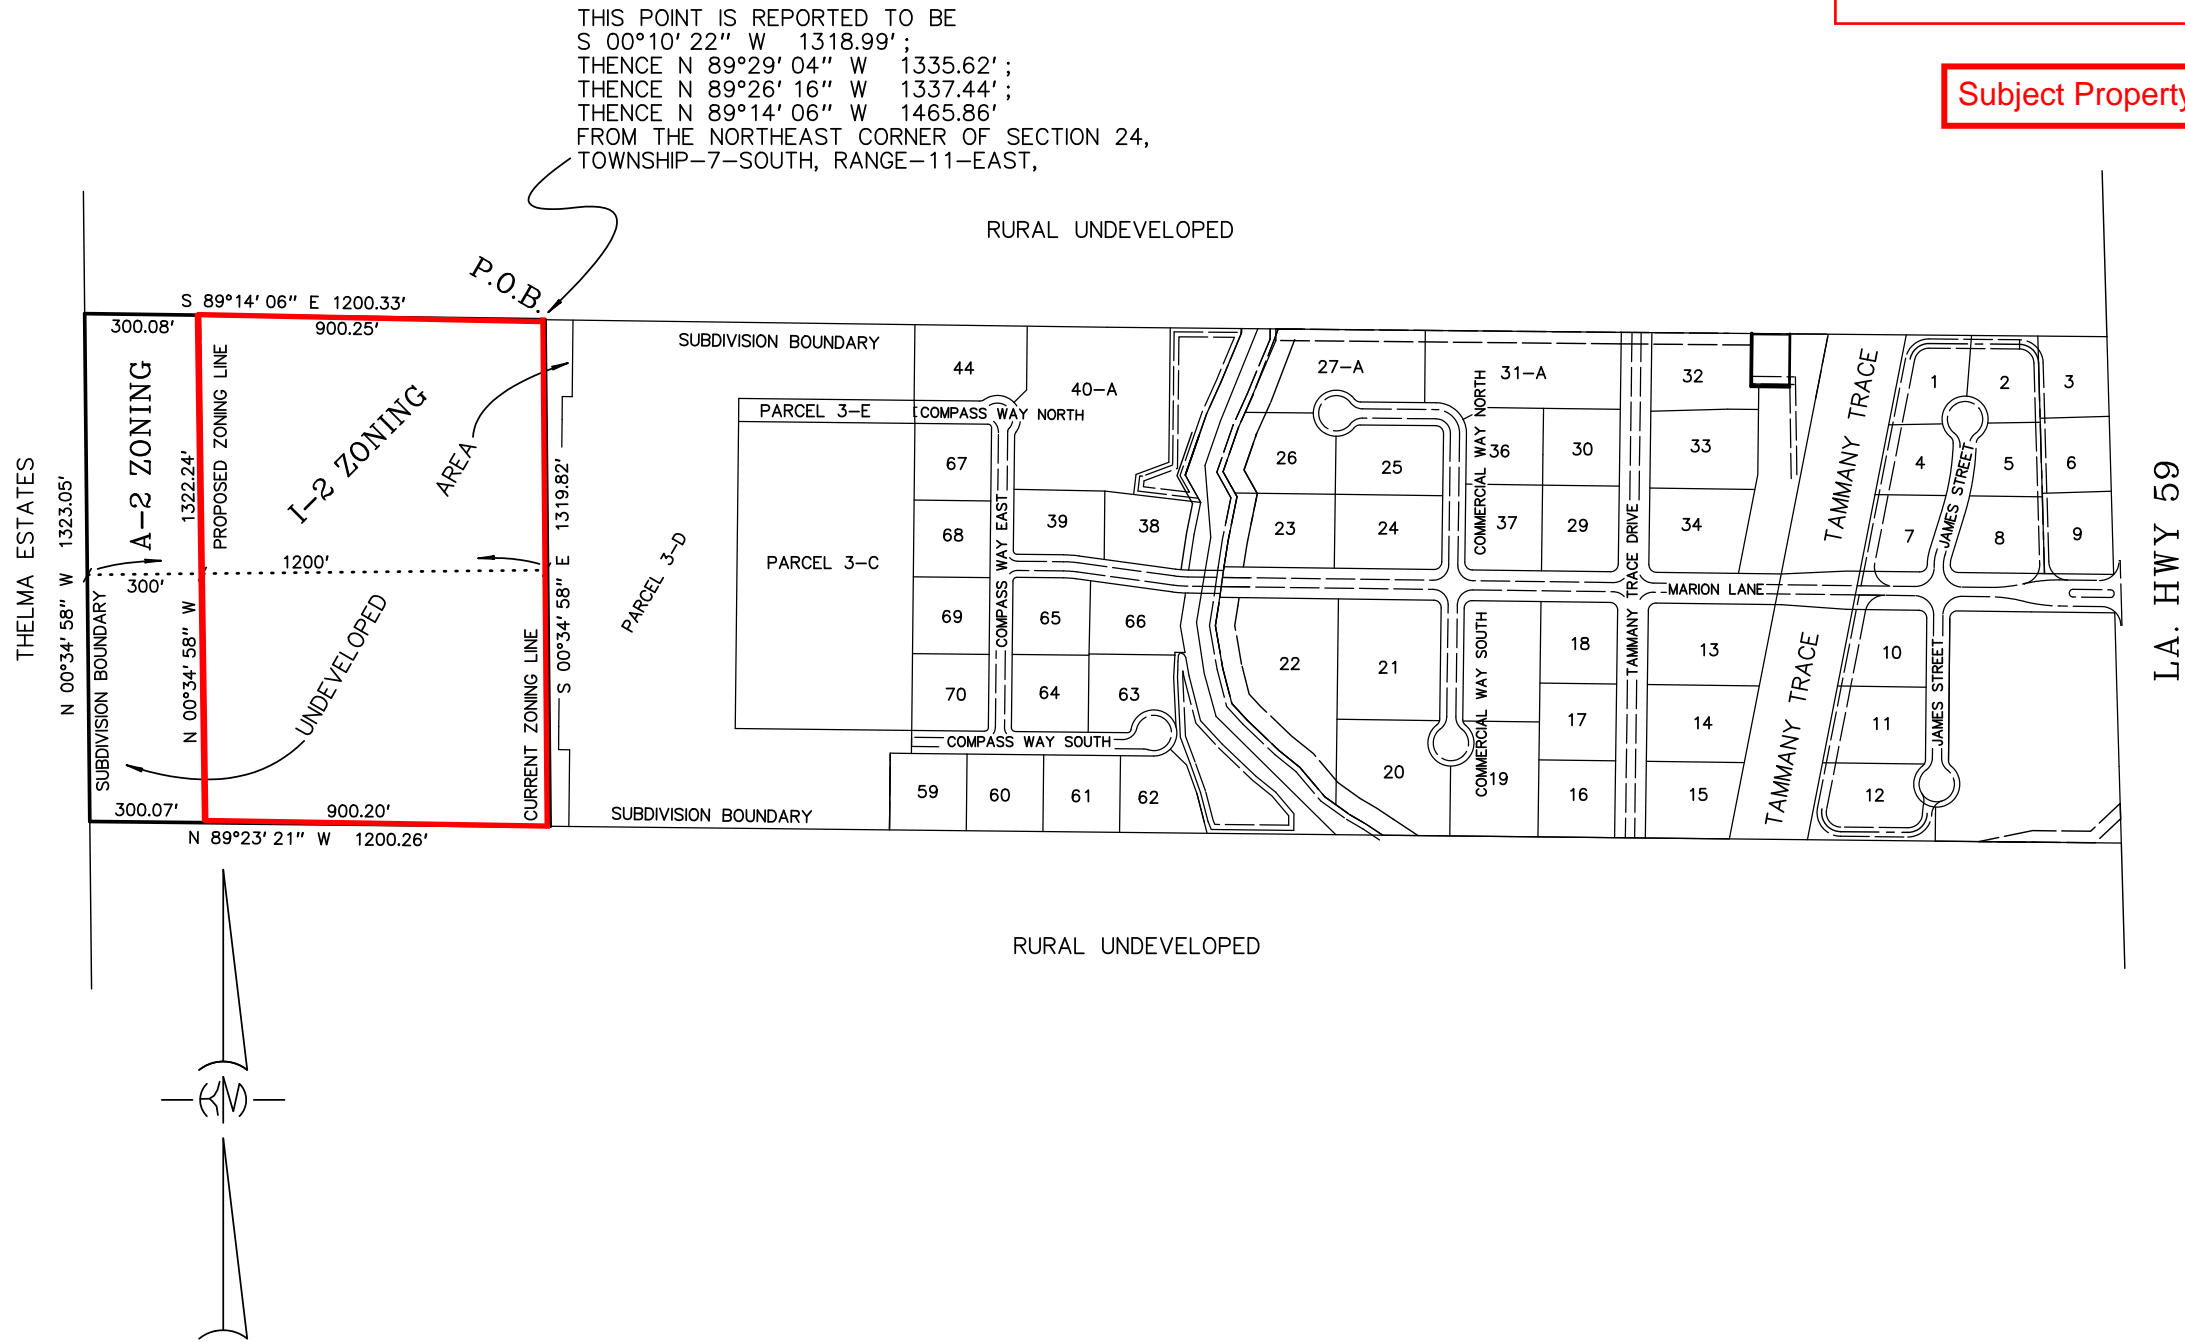 THIS POINT IS REPORTED TO BE
S 00°10'22" W 1318.99';
THENCE N 89°29'04" W 1335.62';
THENCE N 89°26'16" W 1337.44';
THENCE N 89°14'06" W 1465.86'
FROM THE NORTHEAST CORNER OF SECTION 24,
TOWNSHIP-7-SOUTH, RANGE-11-EAST,
Subject Property
RURAL UNDEVELOPED
P.O.B.
S 89°14'06" E 1200.33'
300.08'
900.25'
THELMA ESTATES
N 00°34'58" W 1323.05'
SUBDIVISION BOUNDARY
A-2 ZONING
N 00°34'58" W 1322.24'
PROPOSED ZONING LINE
I-2 ZONING
AREA
300'
1200'
UNDEVELOPED
CURRENT ZONING LINE
S 00°34'58" E 1319.82'
300.07'
900.20'
N 89°23'21" W 1200.26'
SUBDIVISION BOUNDARY
PARCEL 3-D
PARCEL 3-E
PARCEL 3-C
SUBDIVISION BOUNDARY
44
40-A
COMPASS WAY NORTH
67
68
39
38
COMPASS WAY EAST
69
65
66
70
64
63
COMPASS WAY SOUTH
59
60
61
62
27-A
31-A
32
26
25
COMMERCIAL WAY NORTH
36
30
33
23
24
37
29
34
TAMMANY TRACE DRIVE
MARION LANE
22
21
COMMERCIAL WAY SOUTH
18
13
17
14
20
19
16
15
TAMMANY TRACE
TAMMANY TRACE
1
2
3
4
5
6
JAMES STREET
7
8
9
10
11
JAMES STREET
12
LA. HWY 59
RURAL UNDEVELOPED
KM